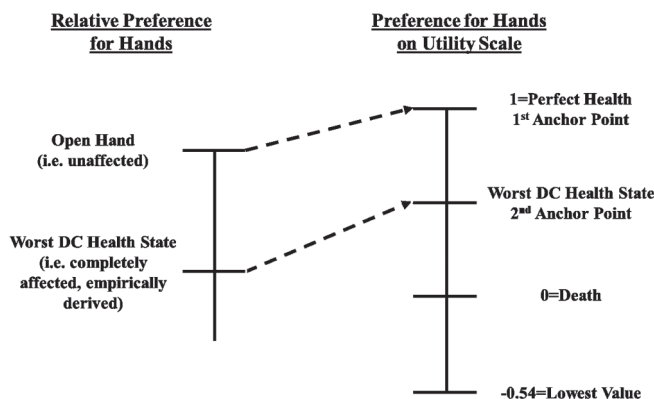 Relative Preference
for Hands
Open Hand
(i.e. unaffected)
Worst DC Health State
(i.e. completely
affected, empirically
derived)
Preference for Hands
on Utility Scale
1=Perfect Health
1st Anchor Point
Worst DC Health State
2nd Anchor Point
0=Death
-0.54=Lowest Value